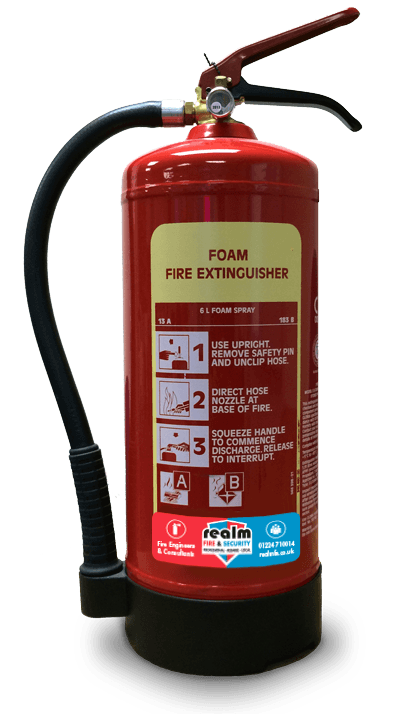 FOAM
FIRE EXTINGUISHER
6 L FOAM SPRAY
13 A 183 B
1 USE UPRIGHT.
REMOVE SAFETY PIN
AND UNCLIP HOSE.
2 DIRECT HOSE
NOZZLE AT
BASE OF FIRE.
3 SQUEEZE HANDLE
TO COMMENCE
DISCHARGE.RELEASE
TO INTERRUPT.
A B
Fire Engineers
& Consultants
realm
FIRE & SECURITY
01224 710014
realmfs.co.uk